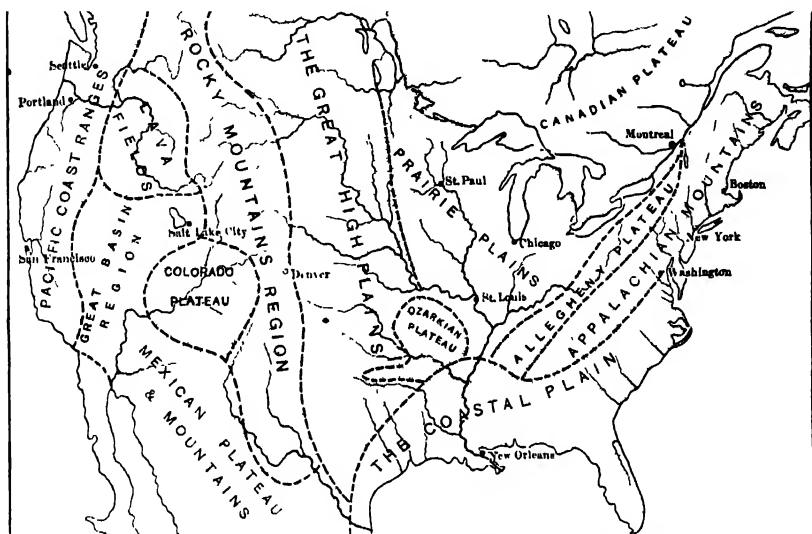 CANADIAN PLATEAU
ROCKY MOUNTAINS REGION
THE GREAT HIGH PLAINS
Seattle
Portland
PACIFIC COAST RANGES
LAVA
FIELDS
PRAIRIE PLAINS
St. Paul
Montreal
Boston
New York
Washington
Chicago
ALLEGHENY PLATEAU
APPALACHIAN MOUNTAINS
Salt Lake City
San Francisco
GREAT BASIN
REGION
COLORADO
PLATEAU
Denver
St. Louis
OZARKIAN
PLATEAU
MEXICAN PLATEAU
& MOUNTAINS
THE COASTAL PLAIN
New Orleans